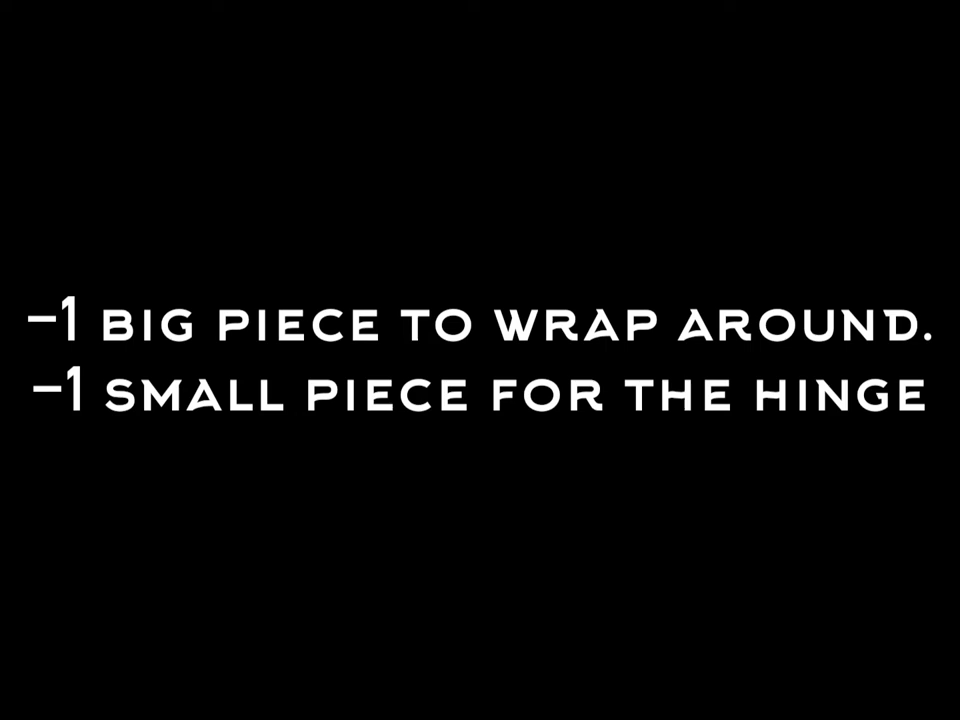 -1 BIG PIECE TO WRAP AROUND.
-1 SMALL PIECE FOR THE HINGE